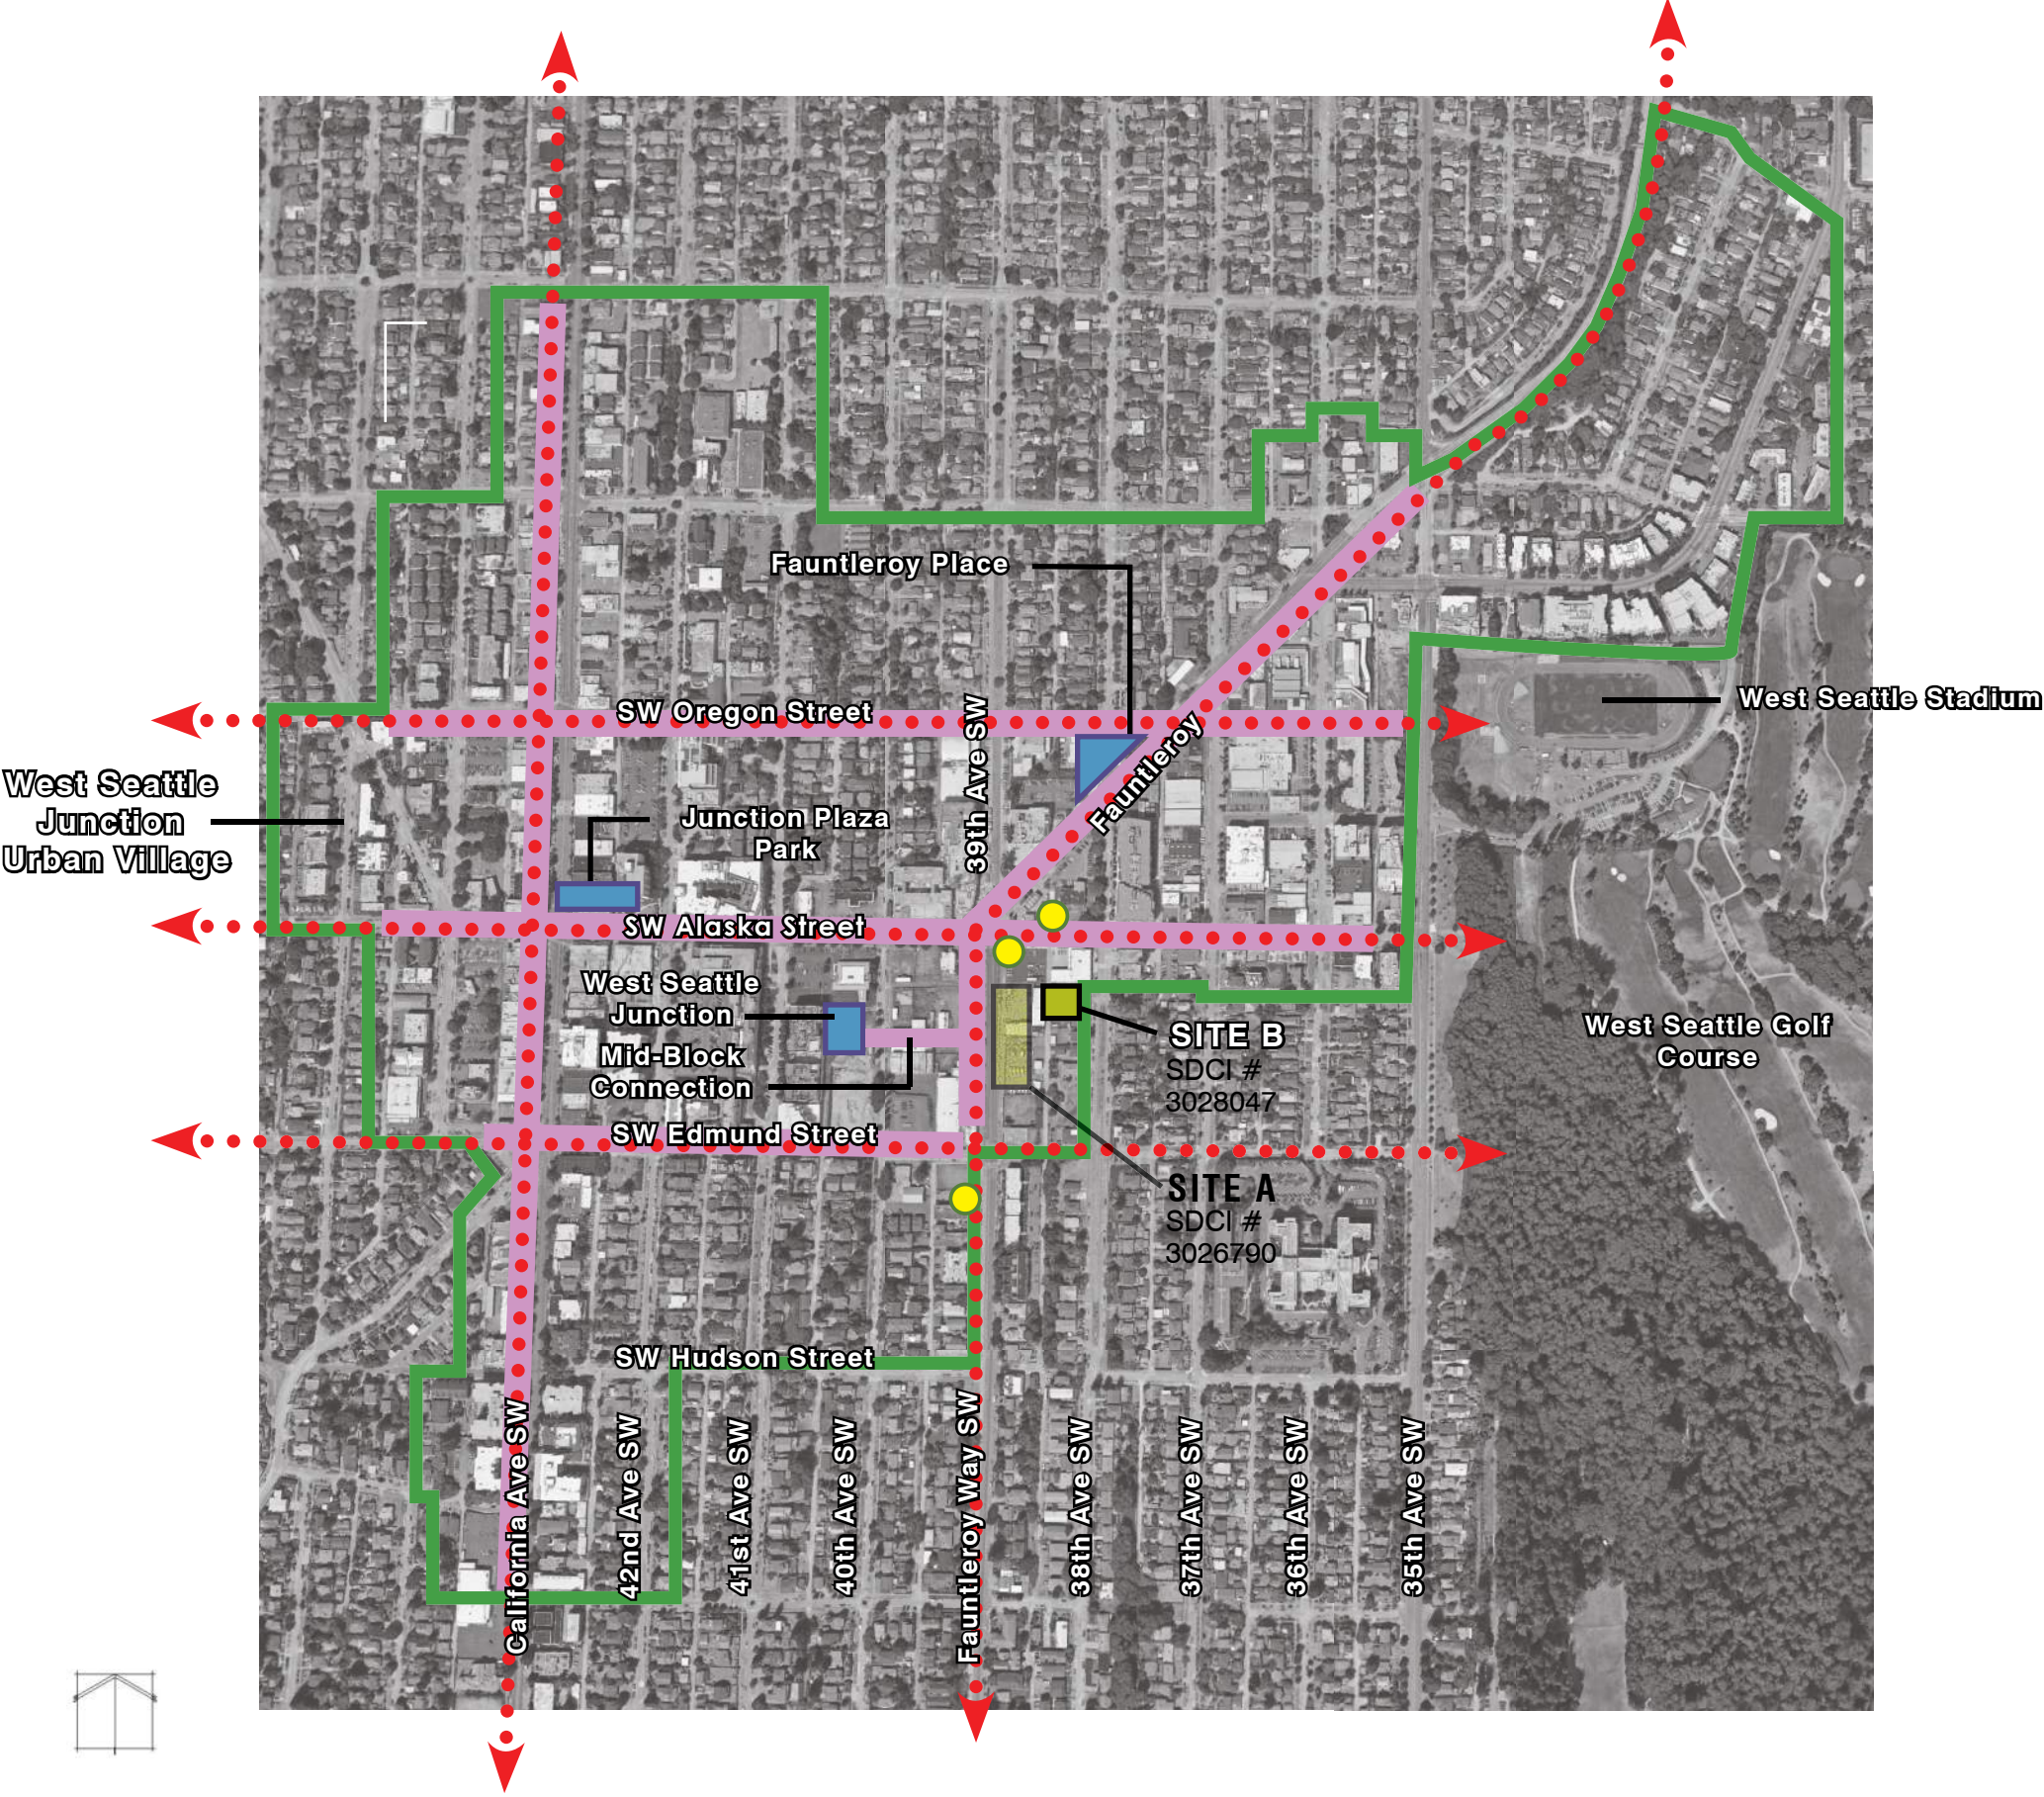 Fauntleroy Place
West Seattle Stadium
SW Oregon Street
39th Ave SW
Fauntleroy
West Seattle
Junction
Urban Village
Junction Plaza
Park
SW Alaska Street
West Seattle
Junction
Mid-Block
Connection
SITE B
SDCI #
3028047
West Seattle Golf
Course
SW Edmund Street
SITE A
SDCI #
3026790
SW Hudson Street
California Ave SW
42nd Ave SW
41st Ave SW
40th Ave SW
Fauntleroy Way SW
38th Ave SW
37th Ave SW
36th Ave SW
35th Ave SW